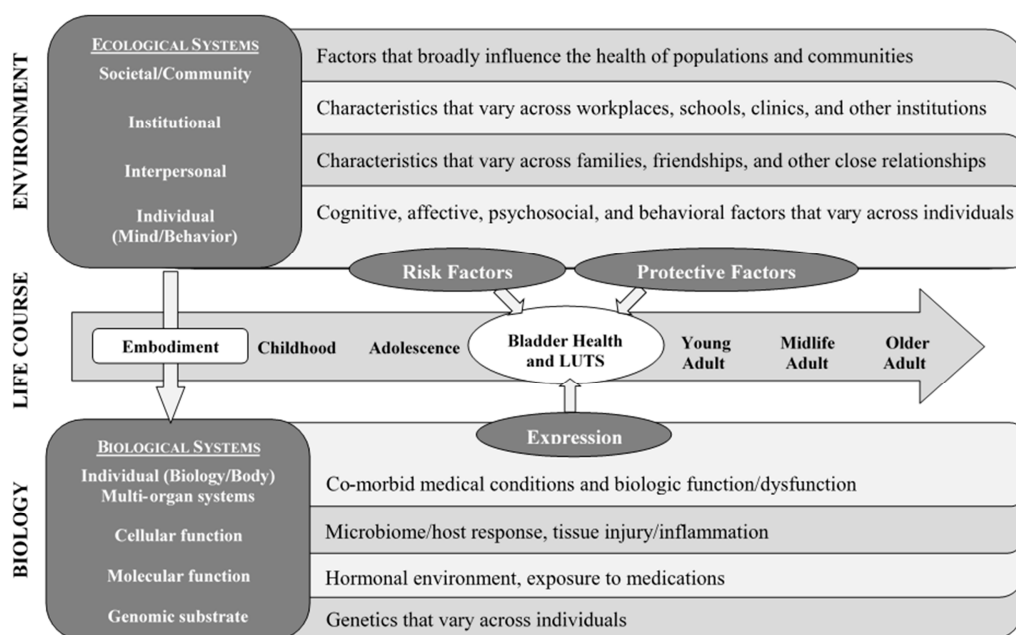 ENVIRONMENT
ECOLOGICAL SYSTEMS
Societal/Community
Factors that broadly influence the health of populations and communities
Institutional
Characteristics that vary across workplaces, schools, clinics, and other institutions
Interpersonal
Characteristics that vary across families, friendships, and other close relationships
Individual
(Mind/Behavior)
Cognitive, affective, psychosocial, and behavioral factors that vary across individuals
Risk Factors
Protective Factors
LIFE COURSE
Embodiment
Childhood
Adolescence
Bladder Health
and LUTS
Young
Adult
Midlife
Adult
Older
Adult
Expression
BIOLOGY
BIOLOGICAL SYSTEMS
Individual (Biology/Body)
Multi-organ systems
Co-morbid medical conditions and biologic function/dysfunction
Cellular function
Microbiome/host response, tissue injury/inflammation
Molecular function
Hormonal environment, exposure to medications
Genomic substrate
Genetics that vary across individuals